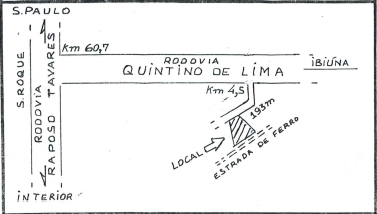 S.PAULO
km 60,7
RODOVIA
QUINTINO DE LIMA
IBIÚNA
S. ROQUE
RODOVIA
RAPOSO TAVARES
km 4,5
193m
LOCAL
ESTRADA DE FERRO
INTERIOR